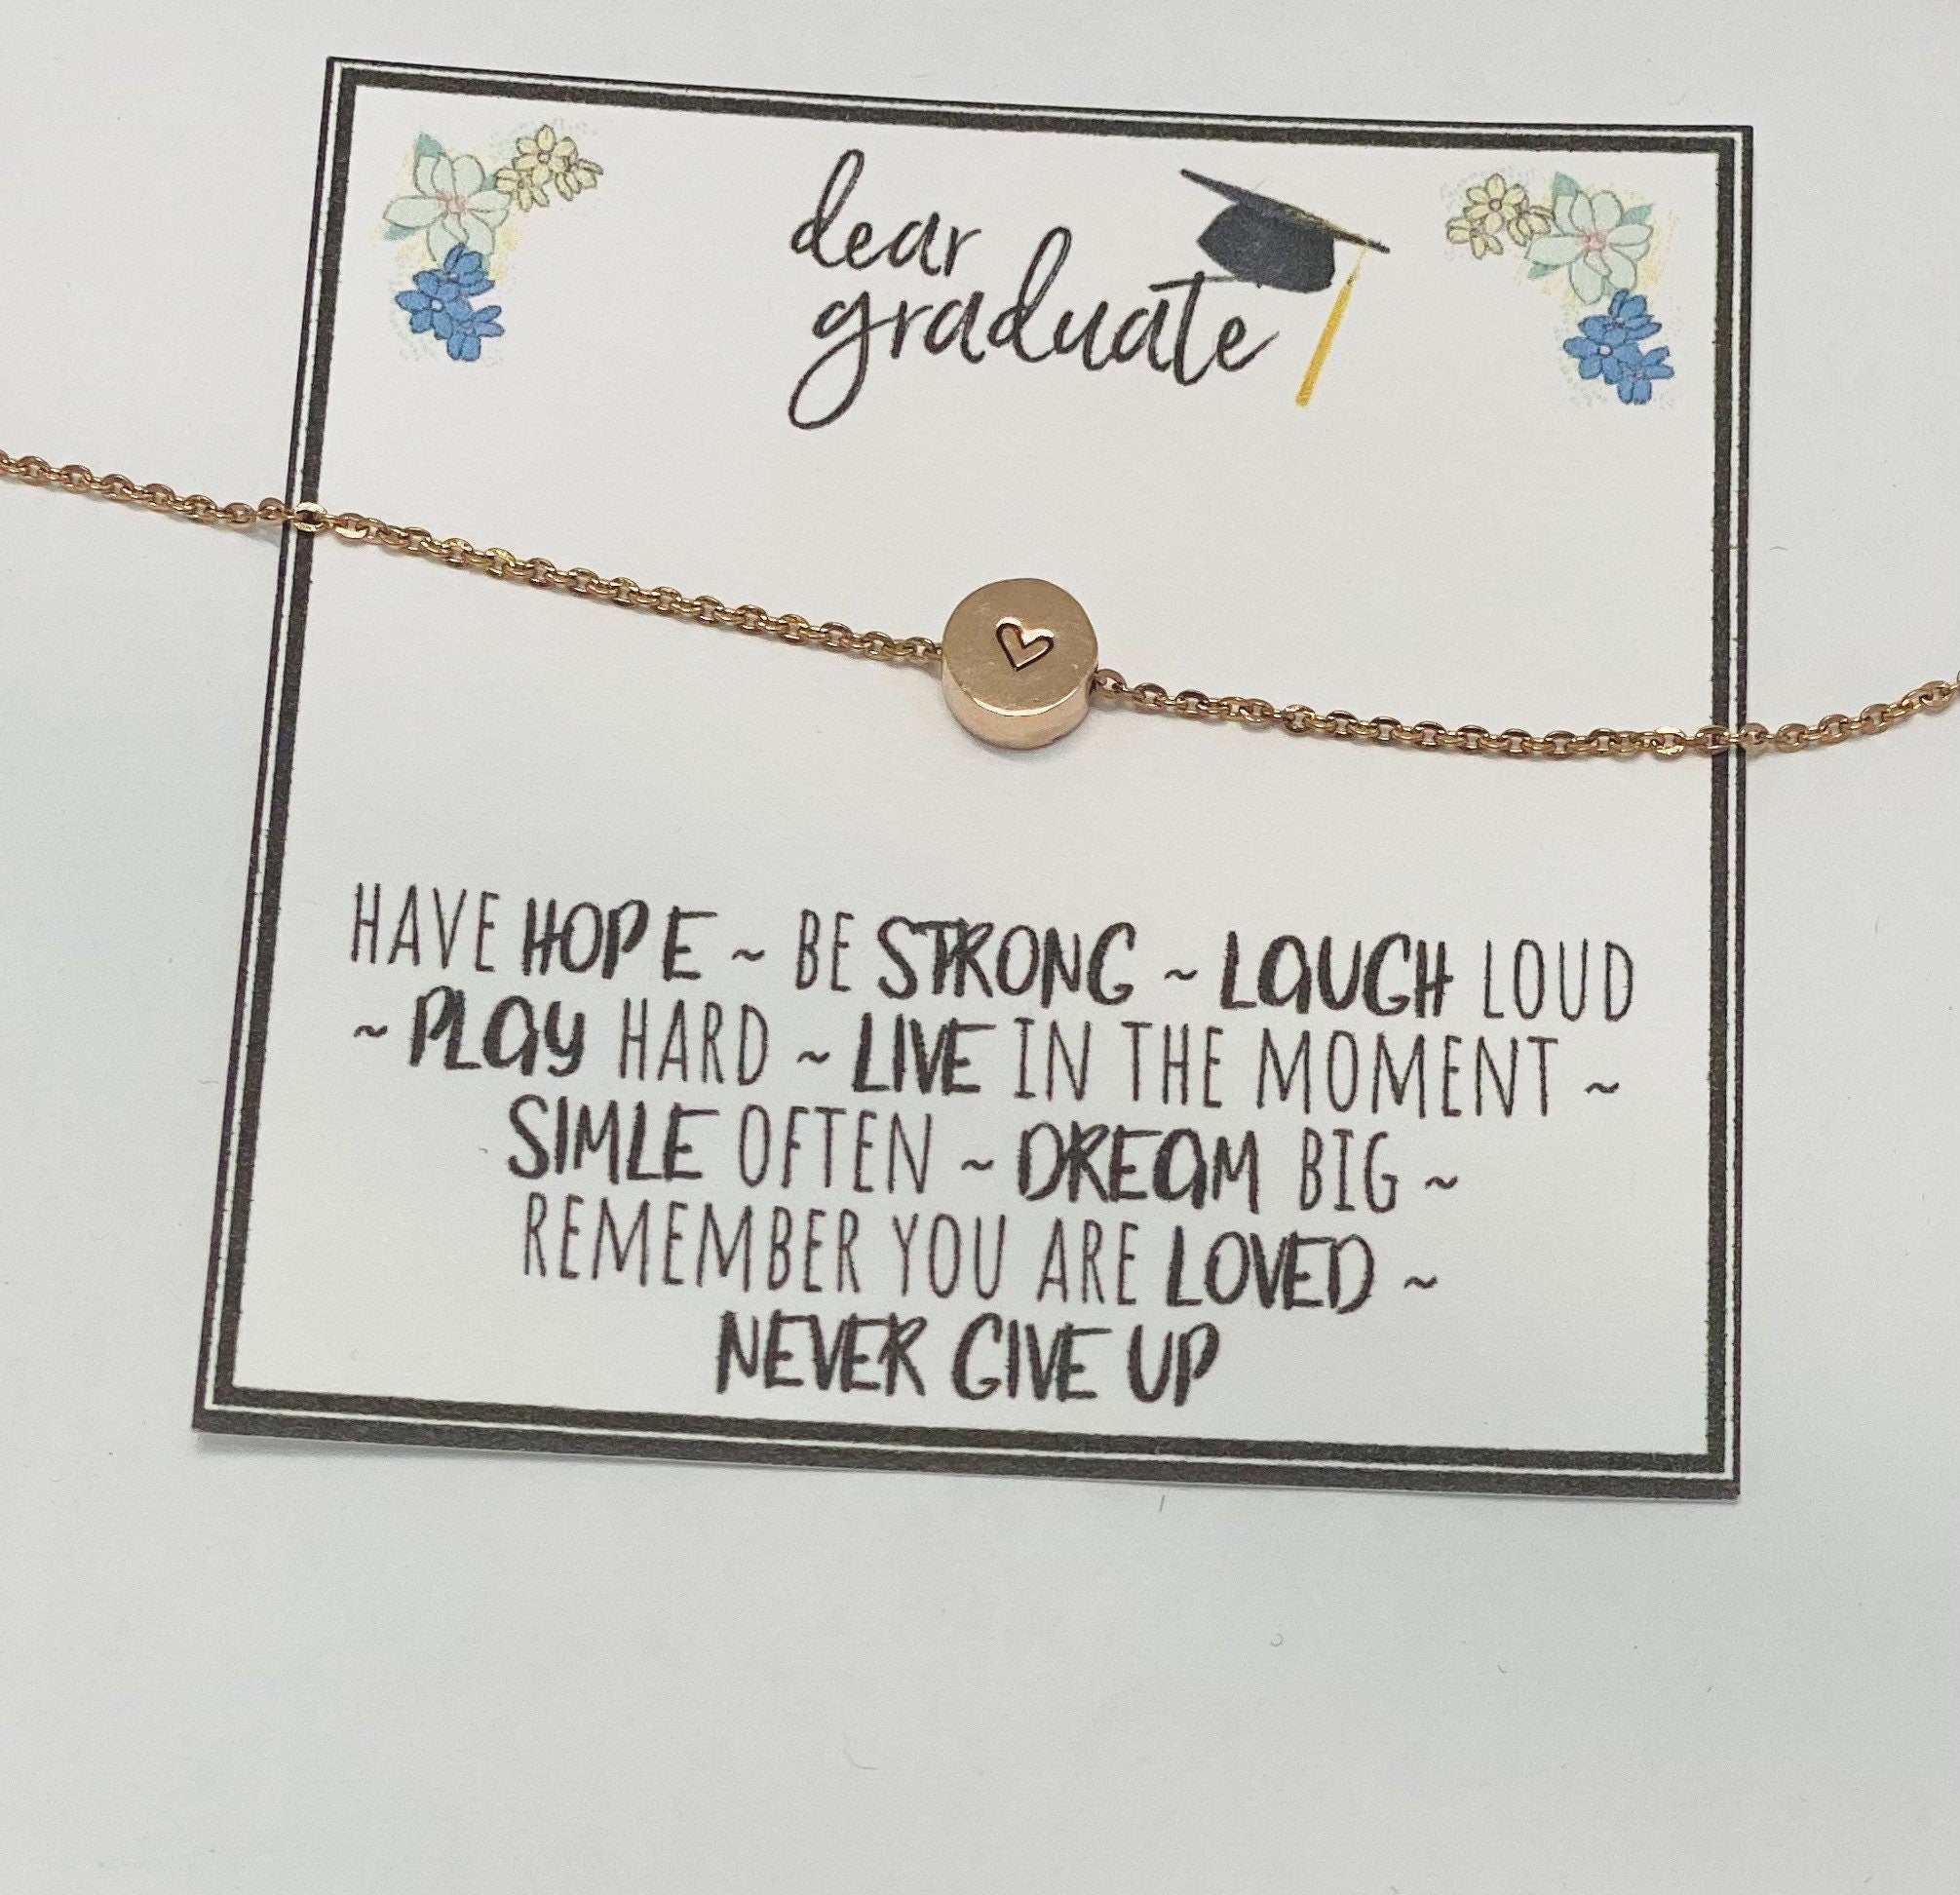 dear
graduate
HAVE HOPE ~ BE STRONG ~ LAUGH LOUD
~ PLAY HARD ~ LIVE IN THE MOMENT ~
SIMLE OFTEN ~ DREAM BIG ~
REMEMBER YOU ARE LOVED ~
NEVER GIVE UP